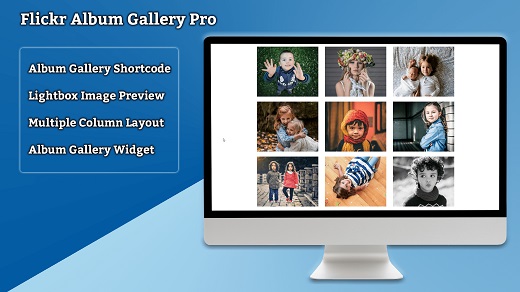 Flickr Album Gallery Pro
Album Gallery Shortcode
Lightbox Image Preview
Multiple Column Layout
Album Gallery Widget